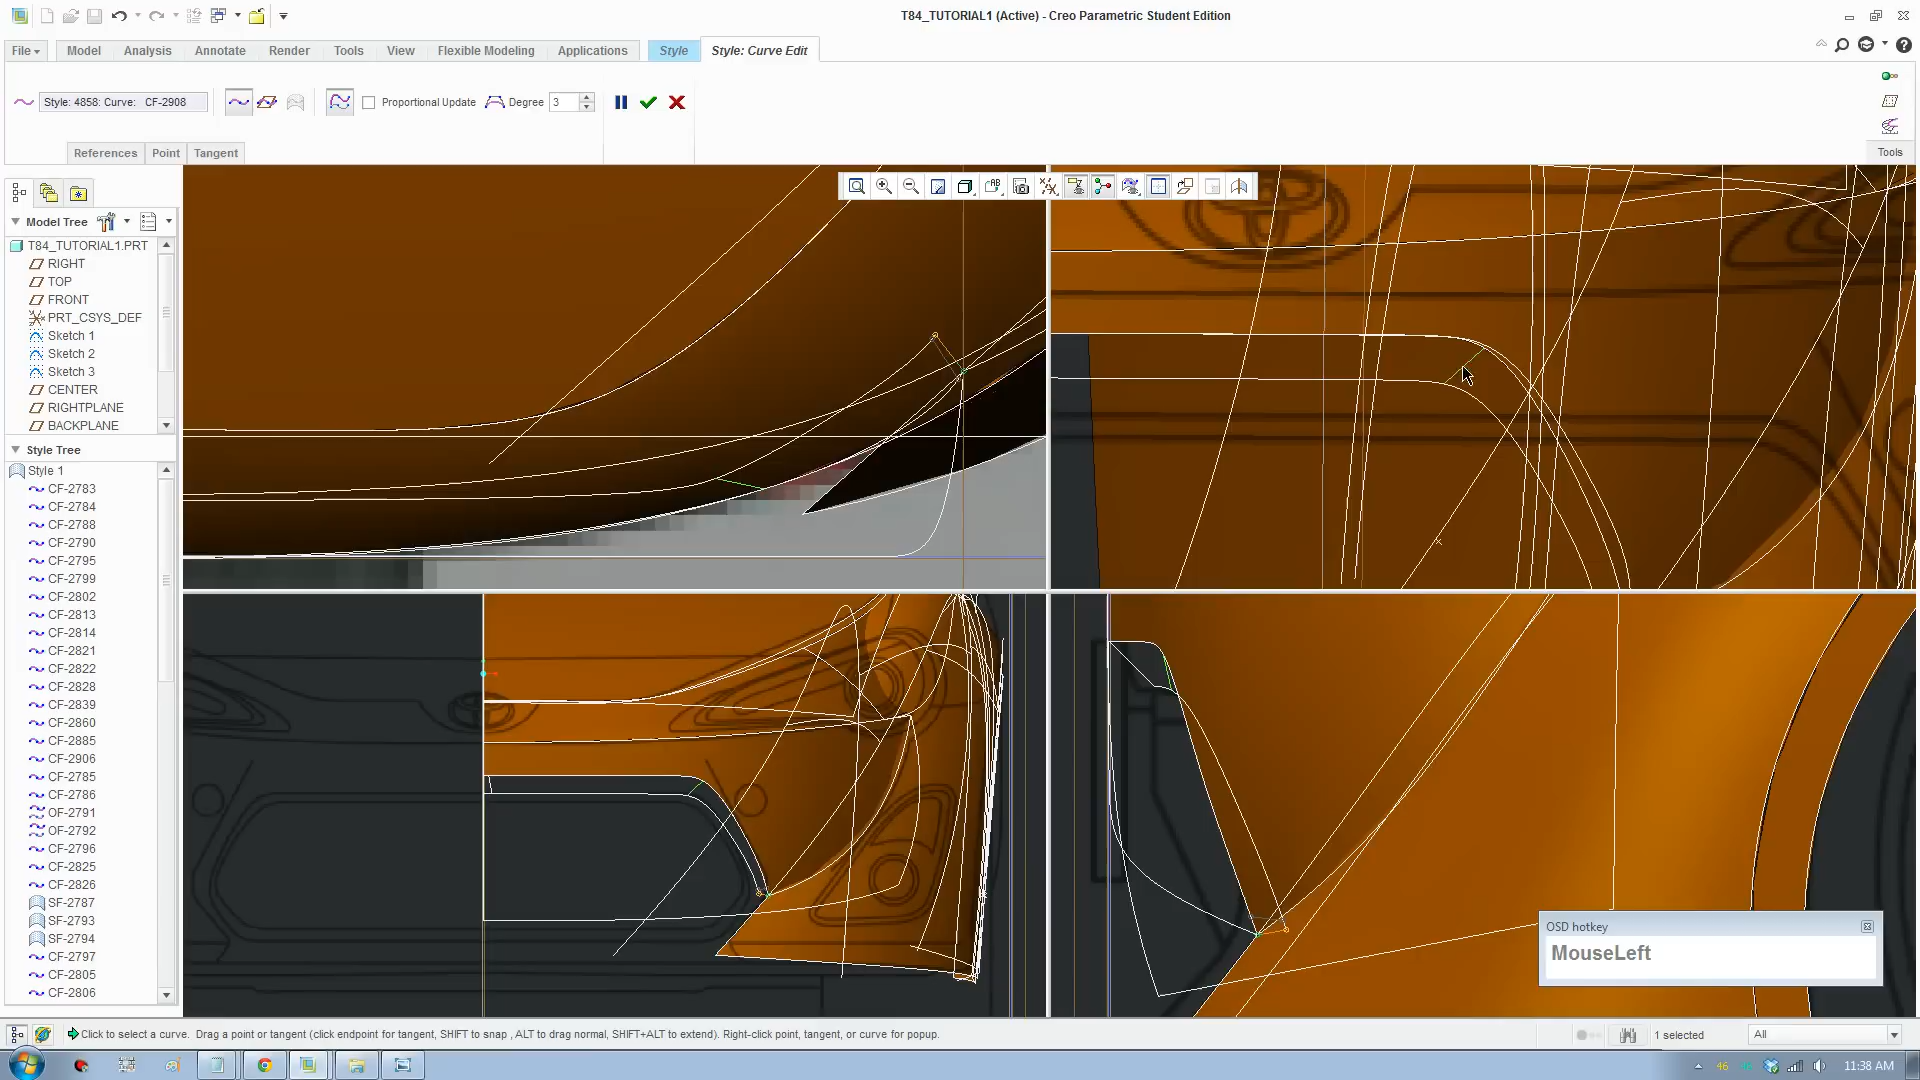 T84_TUTORIAL1 (Active) - Creo Parametric Student Edition
File
Model
Analysis
Annotate
Render
Tools
View
Flexible Modeling
Applications
Style
Style: Curve Edit
Style: 4858: Curve: CF-2908
Proportional Update
Degree
3
References
Point
Tangent
Tools
Model Tree
T84_TUTORIAL1.PRT
RIGHT
TOP
FRONT
PRT_CSYS_DEF
Sketch 1
Sketch 2
Sketch 3
CENTER
RIGHTPLANE
BACKPLANE
Style Tree
Style 1
CF-2783
CF-2784
CF-2788
CF-2790
CF-2795
CF-2799
CF-2802
CF-2813
CF-2814
CF-2821
CF-2822
CF-2828
CF-2839
CF-2860
CF-2885
CF-2906
CF-2785
CF-2786
OF-2791
OF-2792
CF-2796
CF-2825
CF-2826
SF-2787
SF-2793
SF-2794
CF-2797
CF-2805
CF-2806
OSD hotkey
MouseLeft
Click to select a curve. Drag a point or tangent (click endpoint for tangent, SHIFT to snap , ALT to drag normal, SHIFT+ALT to extend). Right-click point, tangent, or curve for popup.
1 selected
All
46
11:38 AM